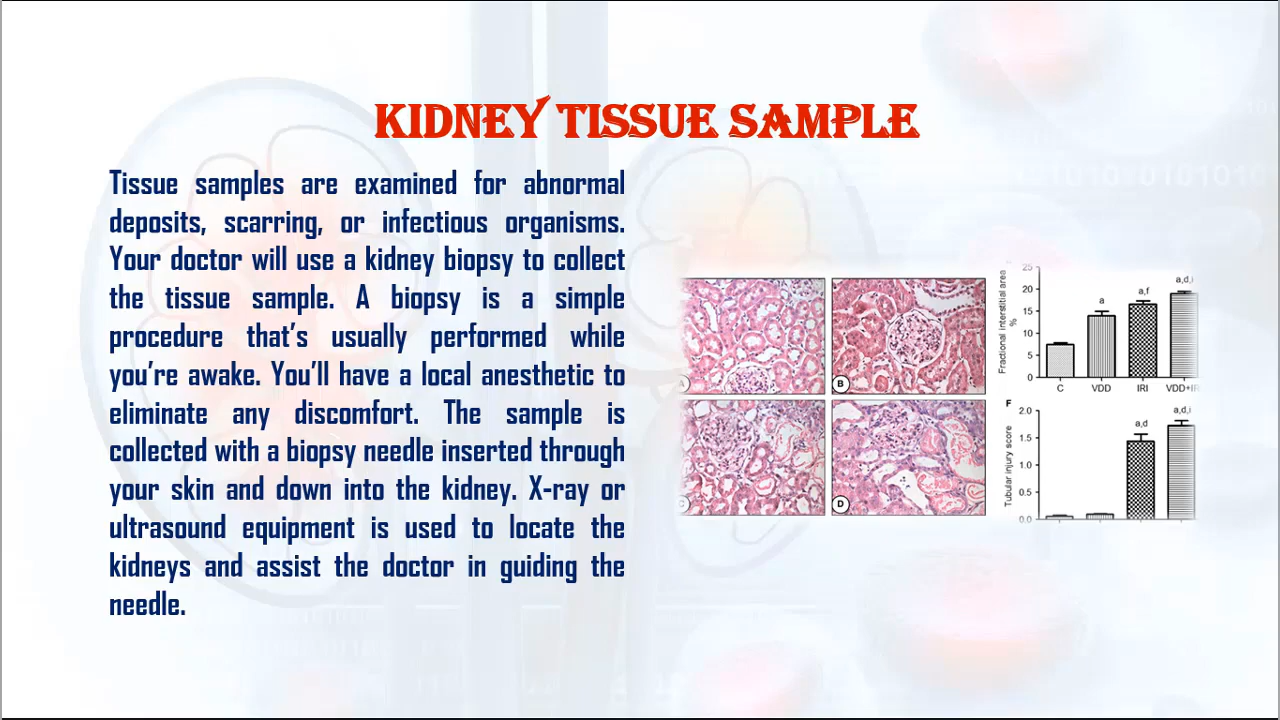 KIDNEY TISSUE SAMPLE
Tissue samples are examined for abnormal
deposits, scarring, or infectious organisms.
Your doctor will use a kidney biopsy to collect
the tissue sample. A biopsy is a simple
procedure that’s usually performed while
you’re awake. You’ll have a local anesthetic to
eliminate any discomfort. The sample is
collected with a biopsy needle inserted through
your skin and down into the kidney. X-ray or
ultrasound equipment is used to locate the
kidneys and assist the doctor in guiding the
needle.
A
B
C
D
Fractional interstitial area
%
25
20
15
10
5
0
a
a,f
a,d,i
C VDD IRI VDD+IR
F
Tubular injury score
2.0
1.5
1.0
0.5
0.0
a,d
a,d,i